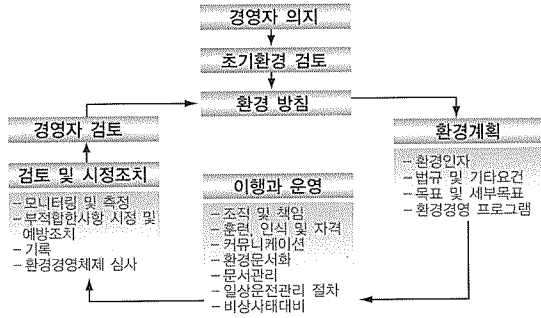 경영자 의지
초기환경 검토
환경 방침
경영자 검토
환경계획
- 환경인자
- 법규 및 기타요건
- 목표 및 세부목표
- 환경경영 프로그램
검토 및 시정조치
- 모니터링 및 측정
- 부적합한사항 시정 및
예방조치
- 기록
- 환경경영체제 심사
이행과 운영
- 조직 및 책임
- 훈련, 인식 및 자격
- 커뮤니케이션
- 환경문서화
- 문서관리
- 일상운전관리 절차
- 비상사태대비